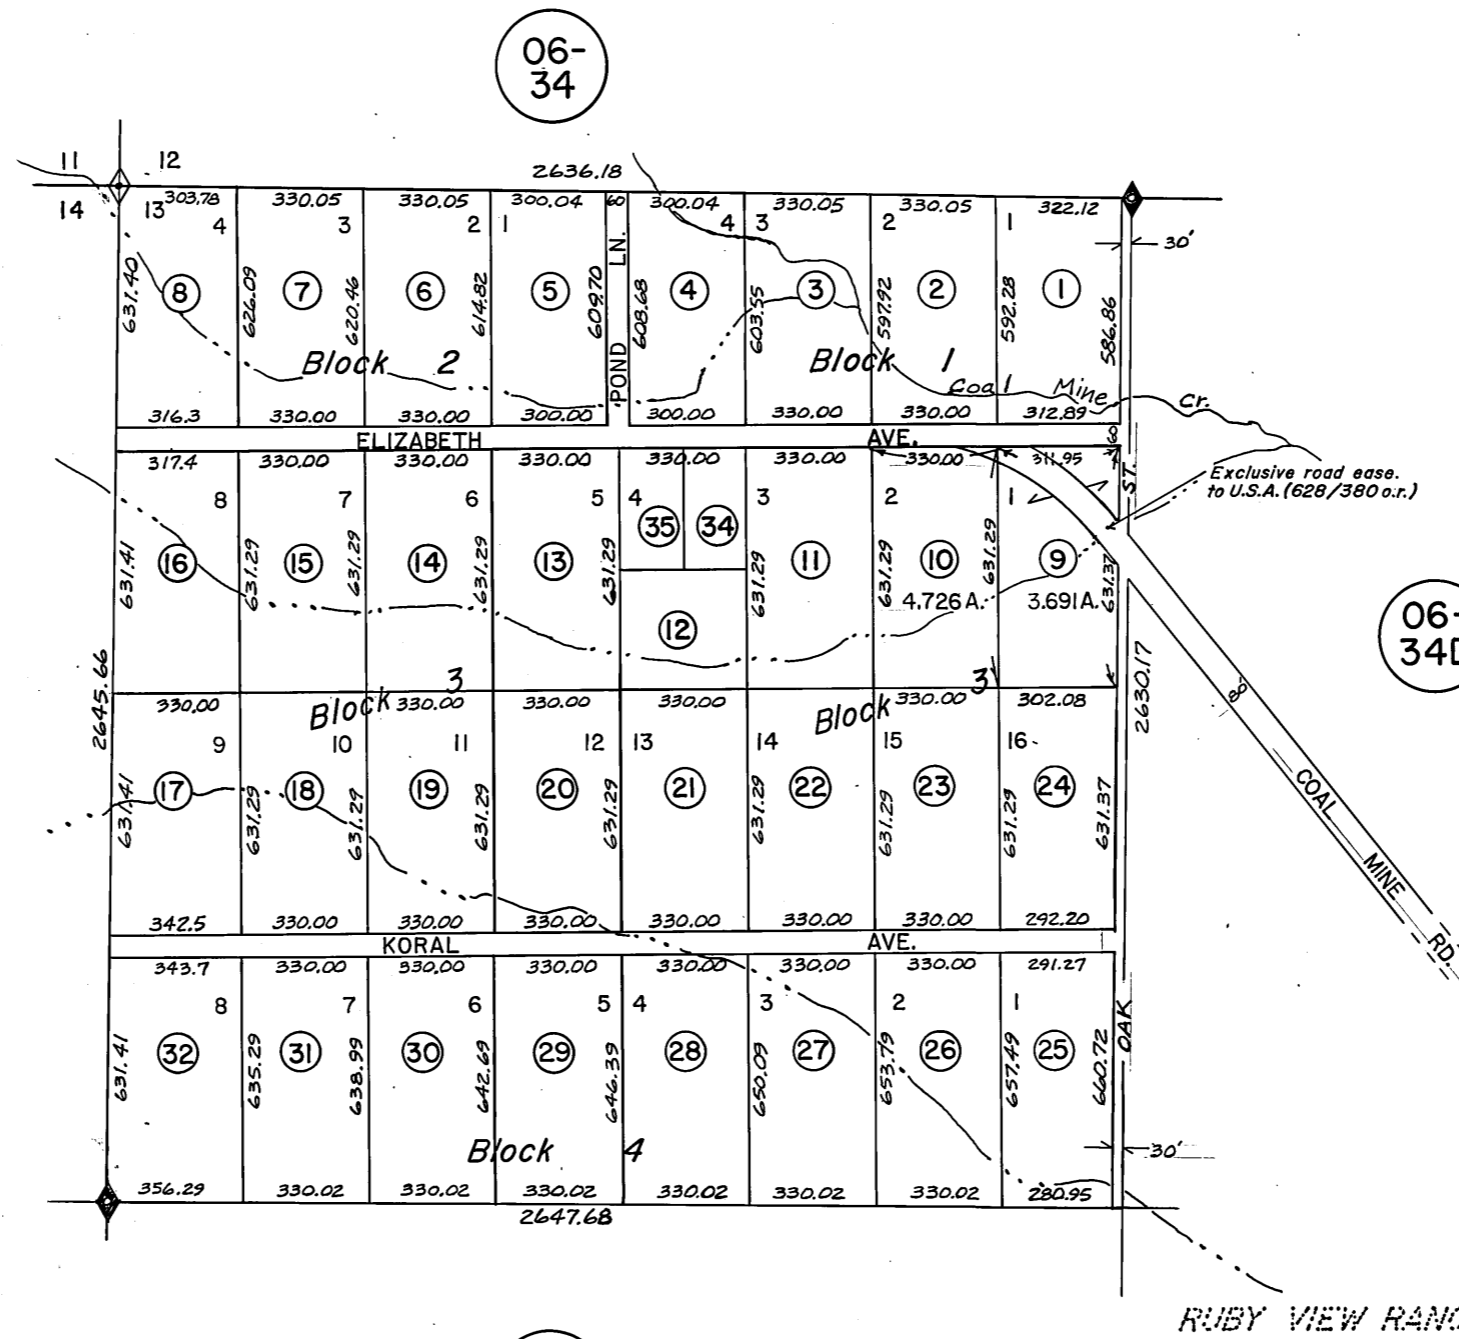 06-
34
11 12
2636.18
14 13 303.78 330.05 330.05 300.04 60 300.04 330.05 330.05 322.12
4 3 2 1 4 3 2 1
30'
631.40 626.09 620.46 614.82 609.70 608.68 603.55 597.92 592.28 586.86
8 7 6 5 4 3 2 1
POND LN.
Block 2 Block 1
Coal Mine Cr.
316.3 330.00 330.00 300.00 300.00 330.00 330.00 312.89
ELIZABETH AVE. 60
317.4 330.00 330.00 330.00 330.00 330.00 330.00 311.95
Exclusive road ease.
to U.S.A. (628/380 o.r.)
8 7 6 5 4 3 2 1
35 34
16 15 14 13 11 10 9
631.41 631.29 631.29 631.29 631.29 631.29 631.29 631.29 631.37
4.726 A. 3.691 A.
12
06-
34D
2645.66 2630.17
Block 3 Block 3
330.00 330.00 330.00 330.00 330.00 302.08
80'
9 10 11 12 13 14 15 16
17 18 19 20 21 22 23 24
631.41 631.29 631.29 631.29 631.29 631.29 631.29 631.29 631.37
COAL MINE RD.
342.5 330.00 330.00 330.00 330.00 330.00 330.00 292.20
KORAL AVE.
343.7 330.00 330.00 330.00 330.00 330.00 330.00 291.27
8 7 6 5 4 3 2 1
OAK ST.
32 31 30 29 28 27 26 25
631.41 635.29 638.99 642.69 646.39 650.09 653.79 657.49 660.72
Block 4
30'
356.29 330.02 330.02 330.02 330.02 330.02 330.02 280.95
2647.68
RUBY VIEW RANC